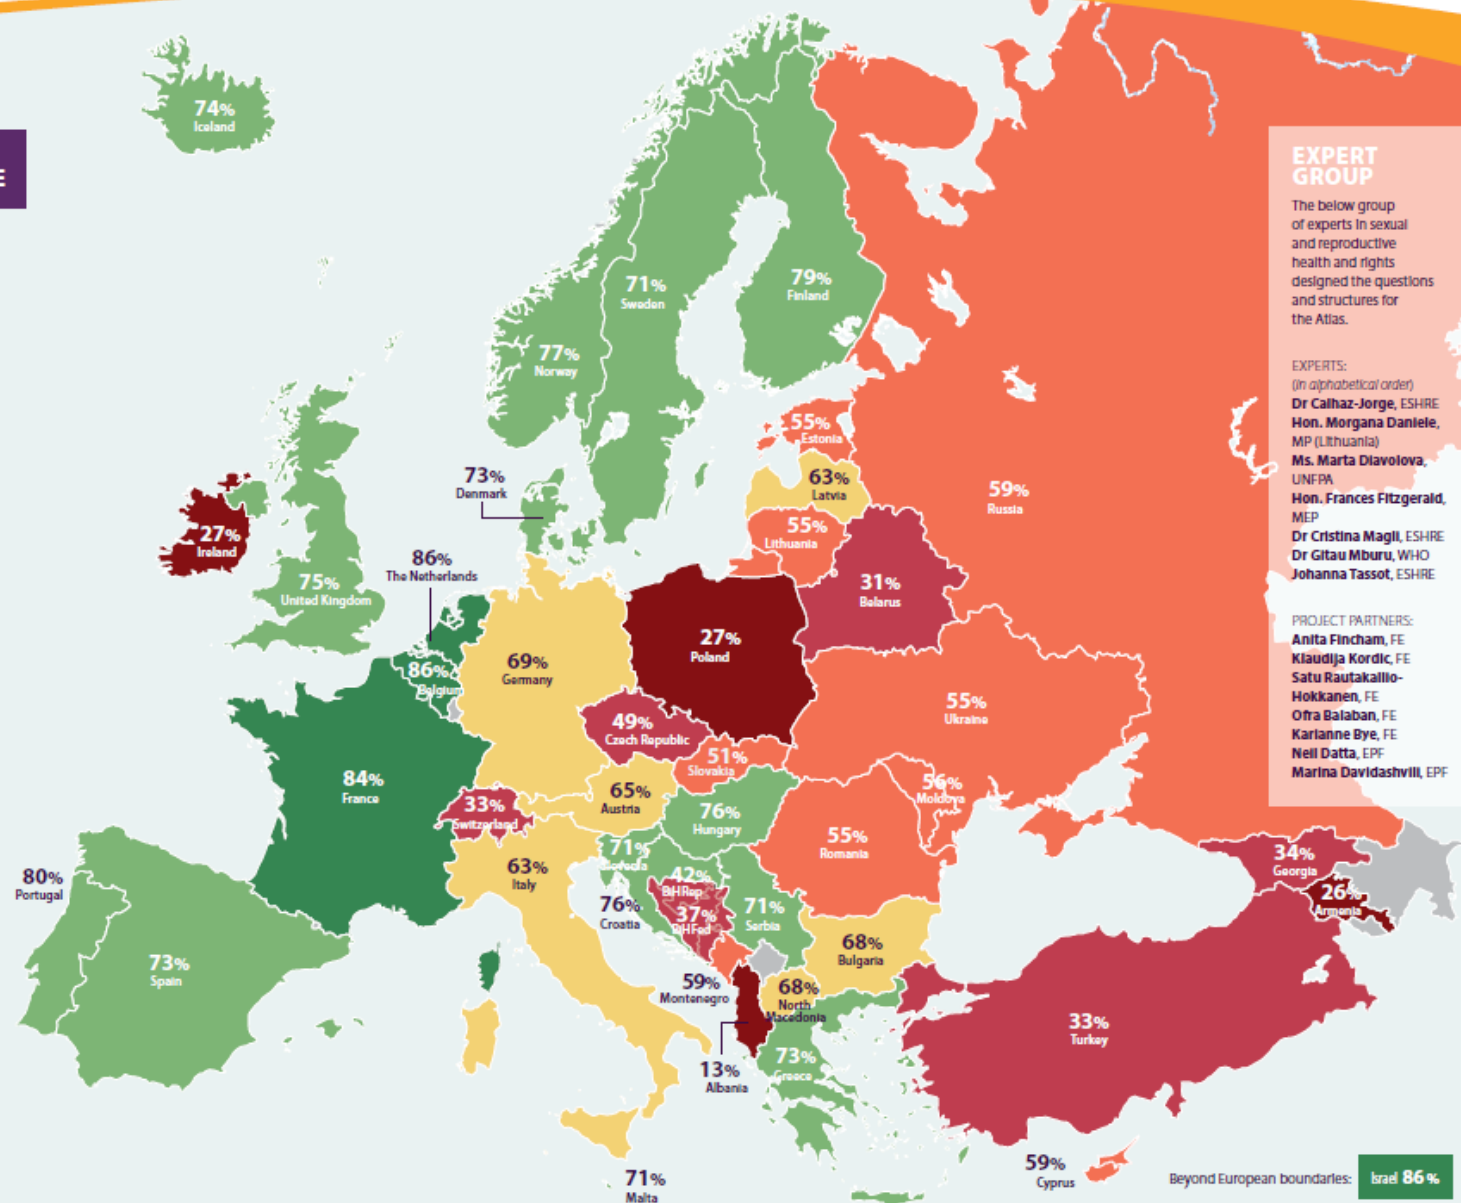 E
74%
Iceland
71%
Sweden
79%
Finland
77%
Norway
55%
Estonia
73%
Denmark
63%
Latvia
59%
Russia
55%
Lithuania
27%
Ireland
86%
The Netherlands
75%
United Kingdom
31%
Belarus
27%
Poland
86%
Belgium
69%
Germany
55%
Ukraine
49%
Czech Republic
51%
Slovakia
84%
France
65%
Austria
56%
Moldova
33%
Switzerland
76%
Hungary
55%
Romania
71%
Slovenia
63%
Italy
42%
BiHRep
37%
BiHFed
76%
Croatia
71%
Serbia
34%
Georgia
26%
Armenia
80%
Portugal
73%
Spain
68%
Bulgaria
59%
Montenegro
68%
North
Macedonia
33%
Turkey
13%
Albania
73%
Greece
71%
Malta
59%
Cyprus
EXPERT
GROUP
The below group
of experts in sexual
and reproductive
health and rights
designed the questions
and structures for
the Atlas.
EXPERTS:
(in alphabetical order)
Dr Calhaz-Jorge, ESHRE
Hon. Morgana Daniele,
MP (Lithuania)
Ms. Marta Diavolova,
UNFPA
Hon. Frances Fitzgerald,
MEP
Dr Cristina Magli, ESHRE
Dr Gitau Mburu, WHO
Johanna Tassot, ESHRE
PROJECT PARTNERS:
Anita Fincham, FE
Klaudija Kordic, FE
Satu Rautakallio-
Hokkanen, FE
Ofra Balaban, FE
Karianne Bye, FE
Neil Datta, EPF
Marina Davidashvili, EPF
Beyond European boundaries: Israel 86%